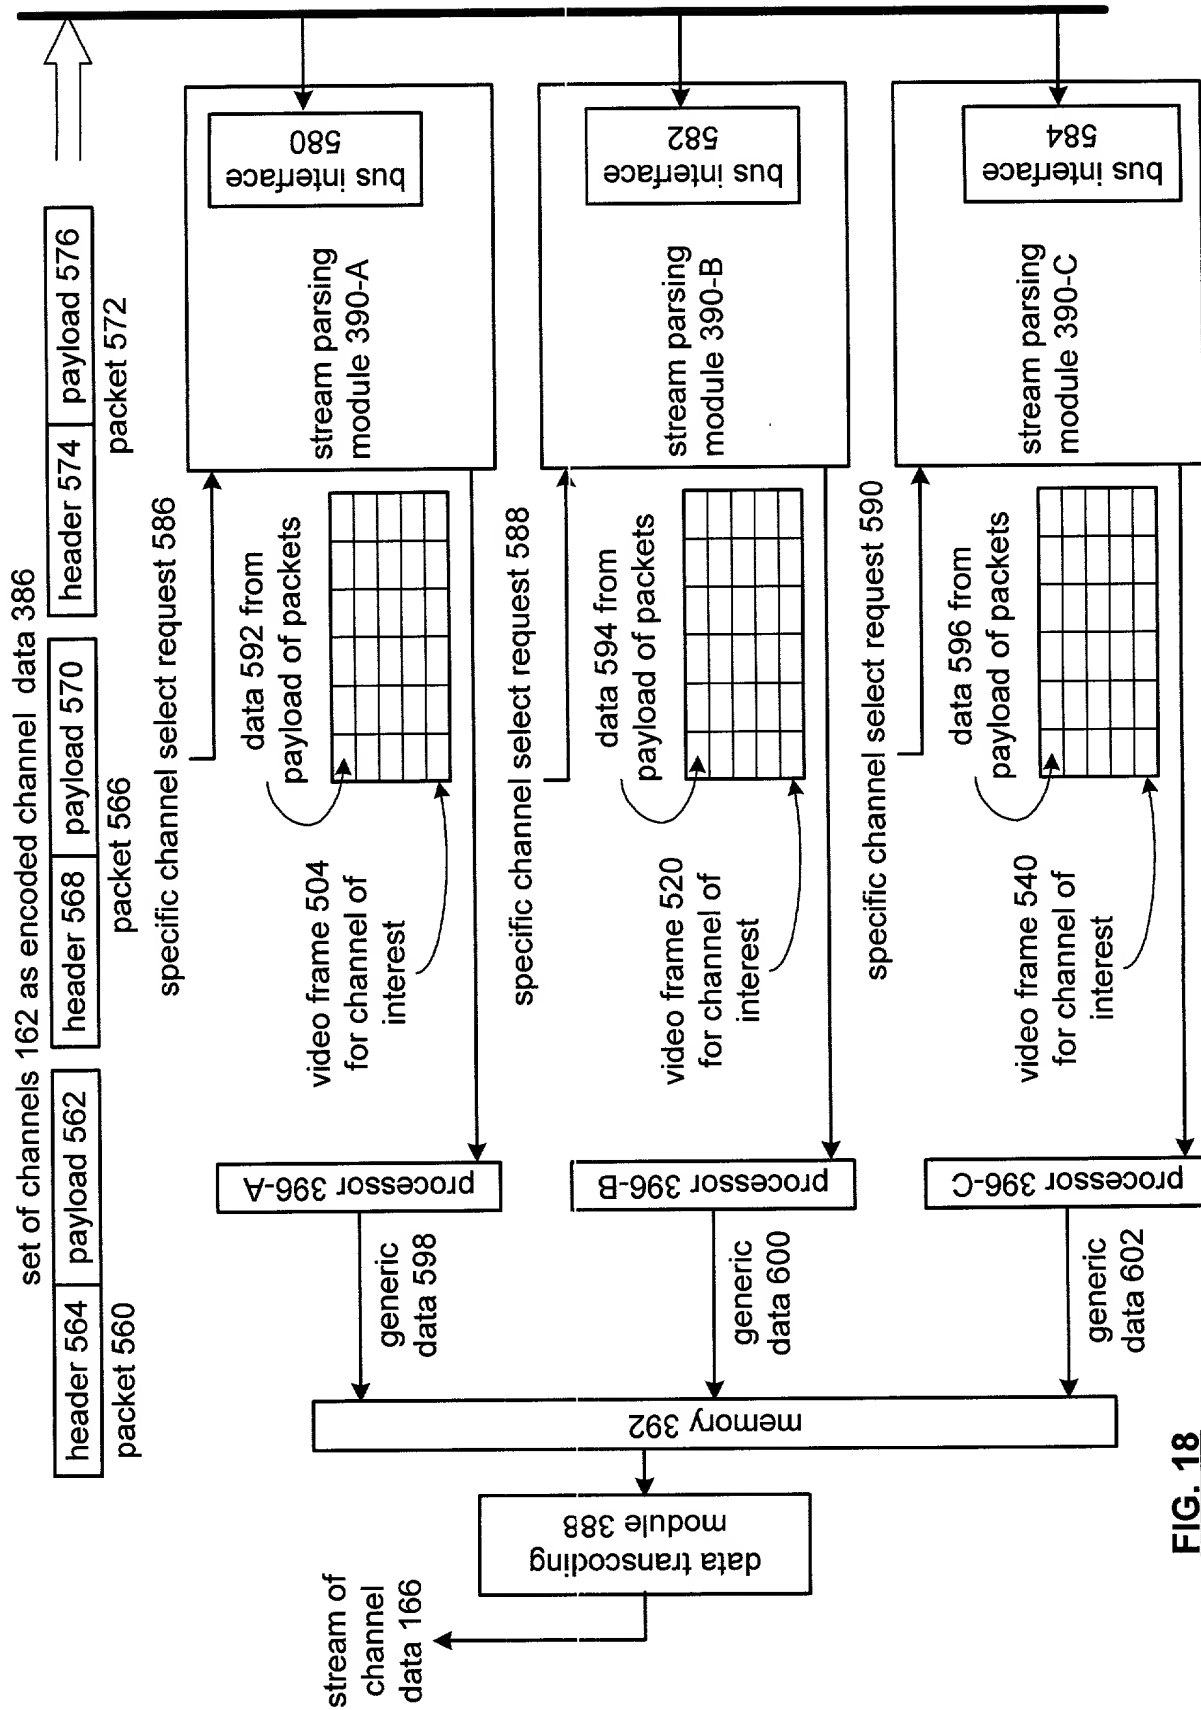 set of channels 162 as encoded channel data 386
header 564
payload 562
packet 560
header 568
payload 570
packet 566
header 574
payload 576
packet 572
specific channel select request 586
bus interface
580
stream parsing
module 390-A
data 592 from
payload of packets
video frame 504
for channel of
interest
processor 396-A
generic
data 598
specific channel select request 588
bus interface
582
stream parsing
module 390-B
data 594 from
payload of packets
video frame 520
for channel of
interest
processor 396-B
generic
data 600
specific channel select request 590
bus interface
584
stream parsing
module 390-C
data 596 from
payload of packets
video frame 540
for channel of
interest
processor 396-C
generic
data 602
memory 392
data transcoding
module 388
stream of
channel
data 166
FIG. 18